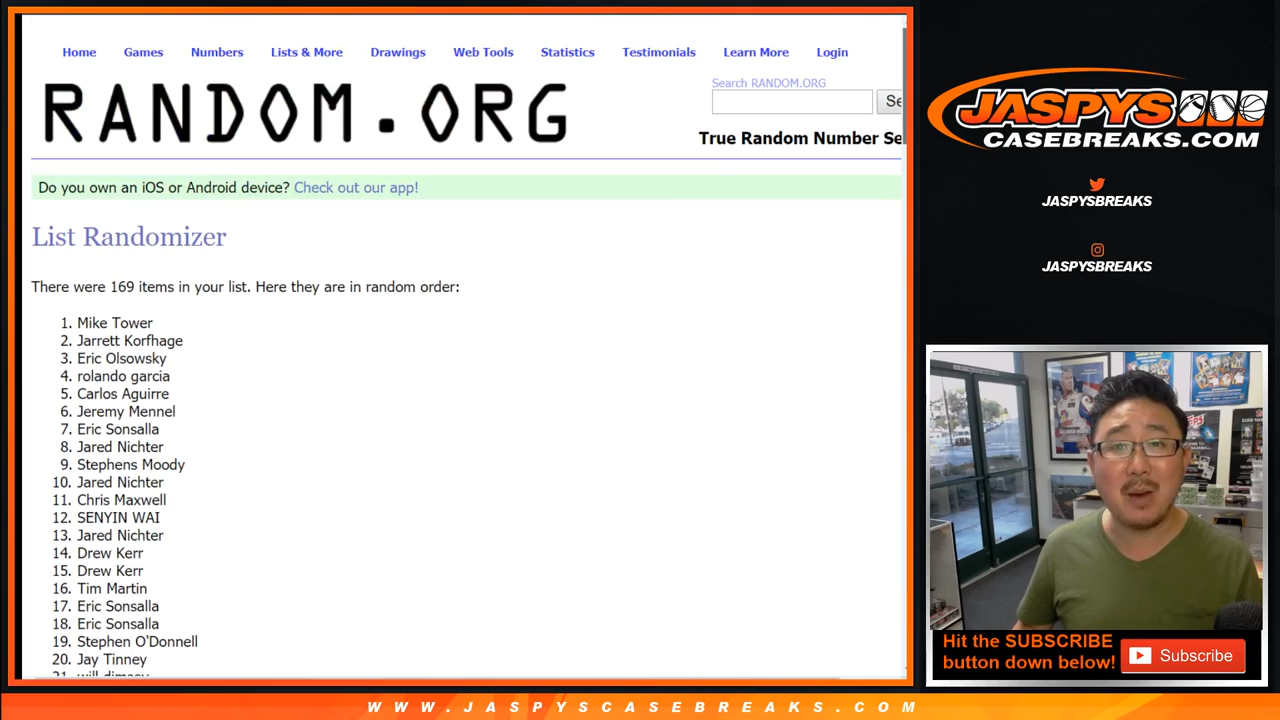 Home Games Numbers Lists & More Drawings Web Tools Statistics Testimonials Learn More Login
RANDOM.ORG
Search RANDOM.ORG
Se
True Random Number Se
Do you own an iOS or Android device? Check out our app!
List Randomizer
There were 169 items in your list. Here they are in random order:
1. Mike Tower
2. Jarrett Korfhage
3. Eric Olsowsky
4. rolando garcia
5. Carlos Aguirre
6. Jeremy Mennel
7. Eric Sonsalla
8. Jared Nichter
9. Stephens Moody
10. Jared Nichter
11. Chris Maxwell
12. SENYIN WAI
13. Jared Nichter
14. Drew Kerr
15. Drew Kerr
16. Tim Martin
17. Eric Sonsalla
18. Eric Sonsalla
19. Stephen O'Donnell
20. Jay Tinney
JASPYS
CASEBREAKS.COM
JASPYSBREAKS
JASPYSBREAKS
Hit the SUBSCRIBE
button down below!
Subscribe
WWW.JASPYSCASEBREAKS.COM